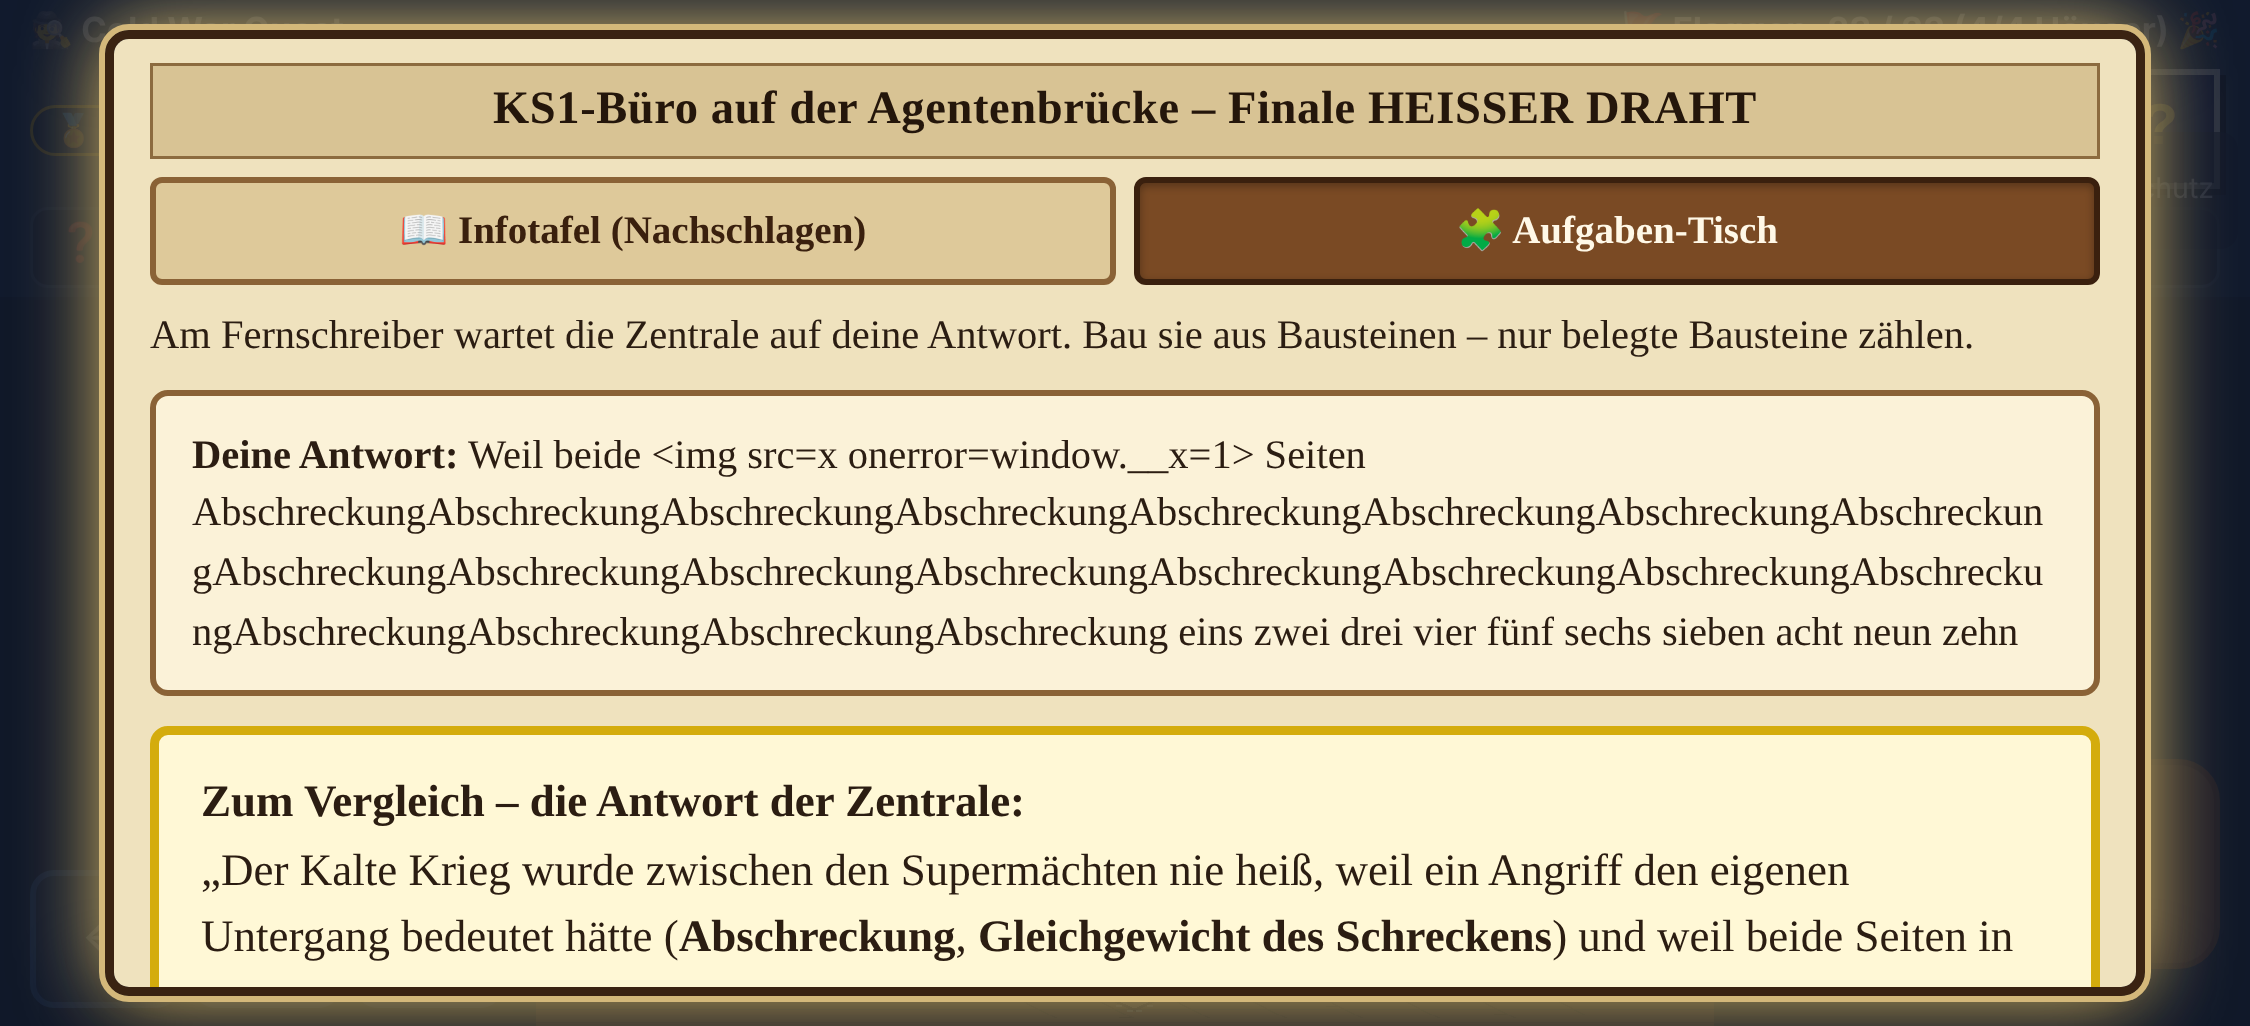 KS1-Büro auf der Agentenbrücke – Finale HEISSER DRAHT
📖 Infotafel (Nachschlagen)
🧩 Aufgaben-Tisch
Am Fernschreiber wartet die Zentrale auf deine Antwort. Bau sie aus Bausteinen – nur belegte Bausteine zählen.
Deine Antwort: Weil beide <img src=x onerror=window.__x=1> Seiten
AbschreckungAbschreckungAbschreckungAbschreckungAbschreckungAbschreckungAbschreckungAbschreckun
gAbschreckungAbschreckungAbschreckungAbschreckungAbschreckungAbschreckungAbschreckungAbschrecku
ngAbschreckungAbschreckungAbschreckungAbschreckung eins zwei drei vier fünf sechs sieben acht neun zehn
Zum Vergleich – die Antwort der Zentrale:
„Der Kalte Krieg wurde zwischen den Supermächten nie heiß, weil ein Angriff den eigenen
Untergang bedeutet hätte (Abschreckung, Gleichgewicht des Schreckens) und weil beide Seiten in